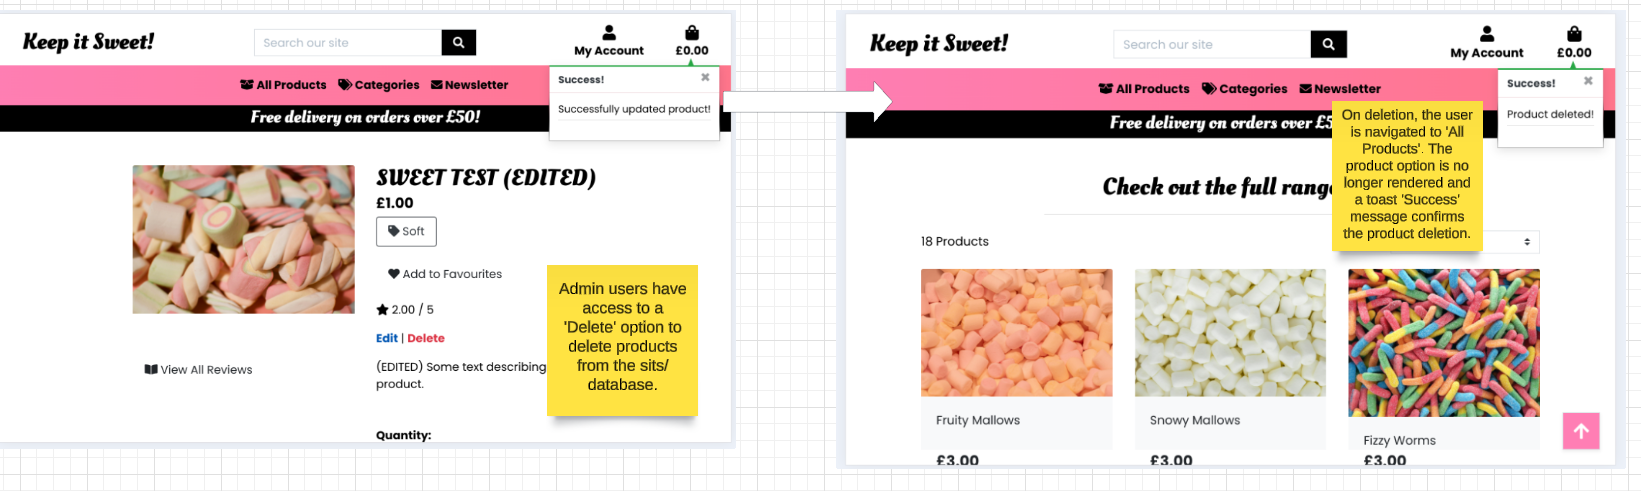 Keep it Sweet!
Search our site
My Account
£0.00
All Products
Categories
Newsletter
Success!
Successfully updated product!
Free delivery on orders over £50!
SWEET TEST (EDITED)
£1.00
Soft
Add to Favourites
2.00 / 5
Edit | Delete
(EDITED) Some text describing
product.
View All Reviews
Quantity:
Admin users have
access to a
'Delete' option to
delete products
from the sits/
database.
Keep it Sweet!
Search our site
My Account
£0.00
All Products
Categories
Newsletter
Success!
Product deleted!
Free delivery on orders over £5
On deletion, the user
is navigated to 'All
Products'. The
product option is no
longer rendered and
a toast 'Success'
message confirms
the product deletion.
Check out the full range
18 Products
Fruity Mallows
£3.00
Snowy Mallows
£3.00
Fizzy Worms
£3.00